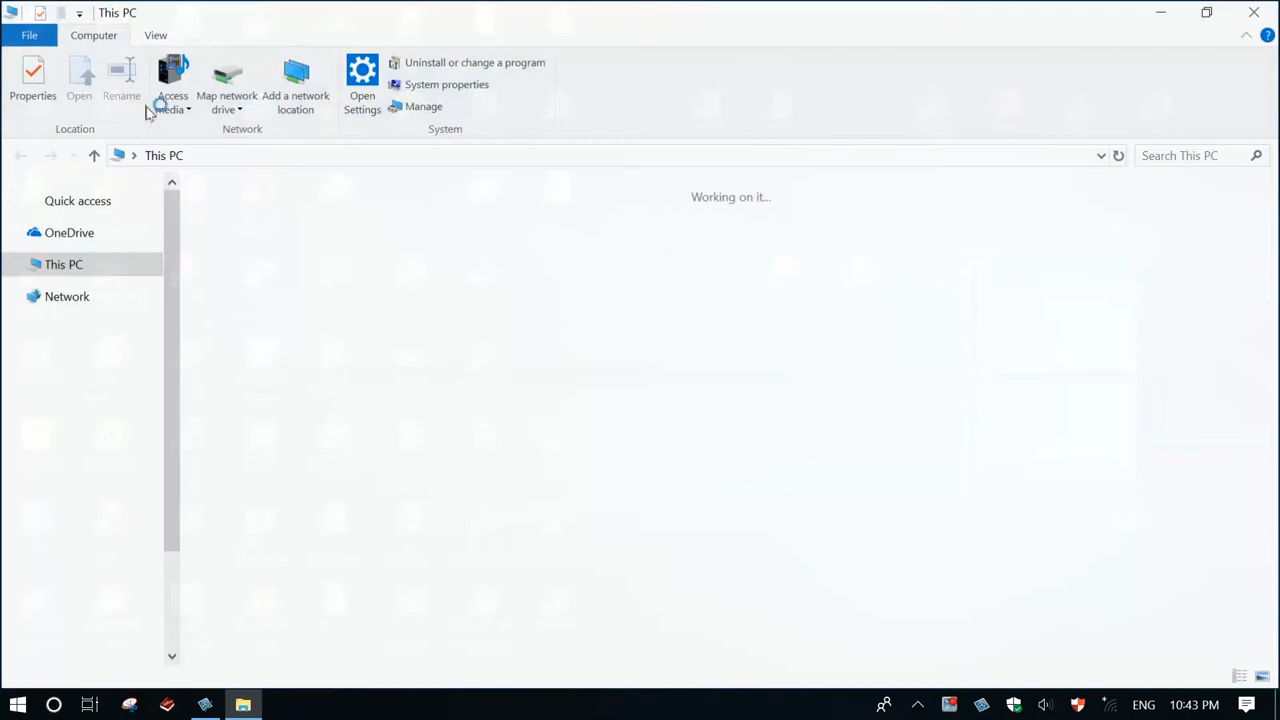 This PC
File Computer View
Properties Open Rename Access media Map network drive Add a network location Open Settings Uninstall or change a program
System properties
Manage
Location Network System
This PC Search This PC
Working on it...
Quick access
OneDrive
This PC
Network
ENG 10:43 PM